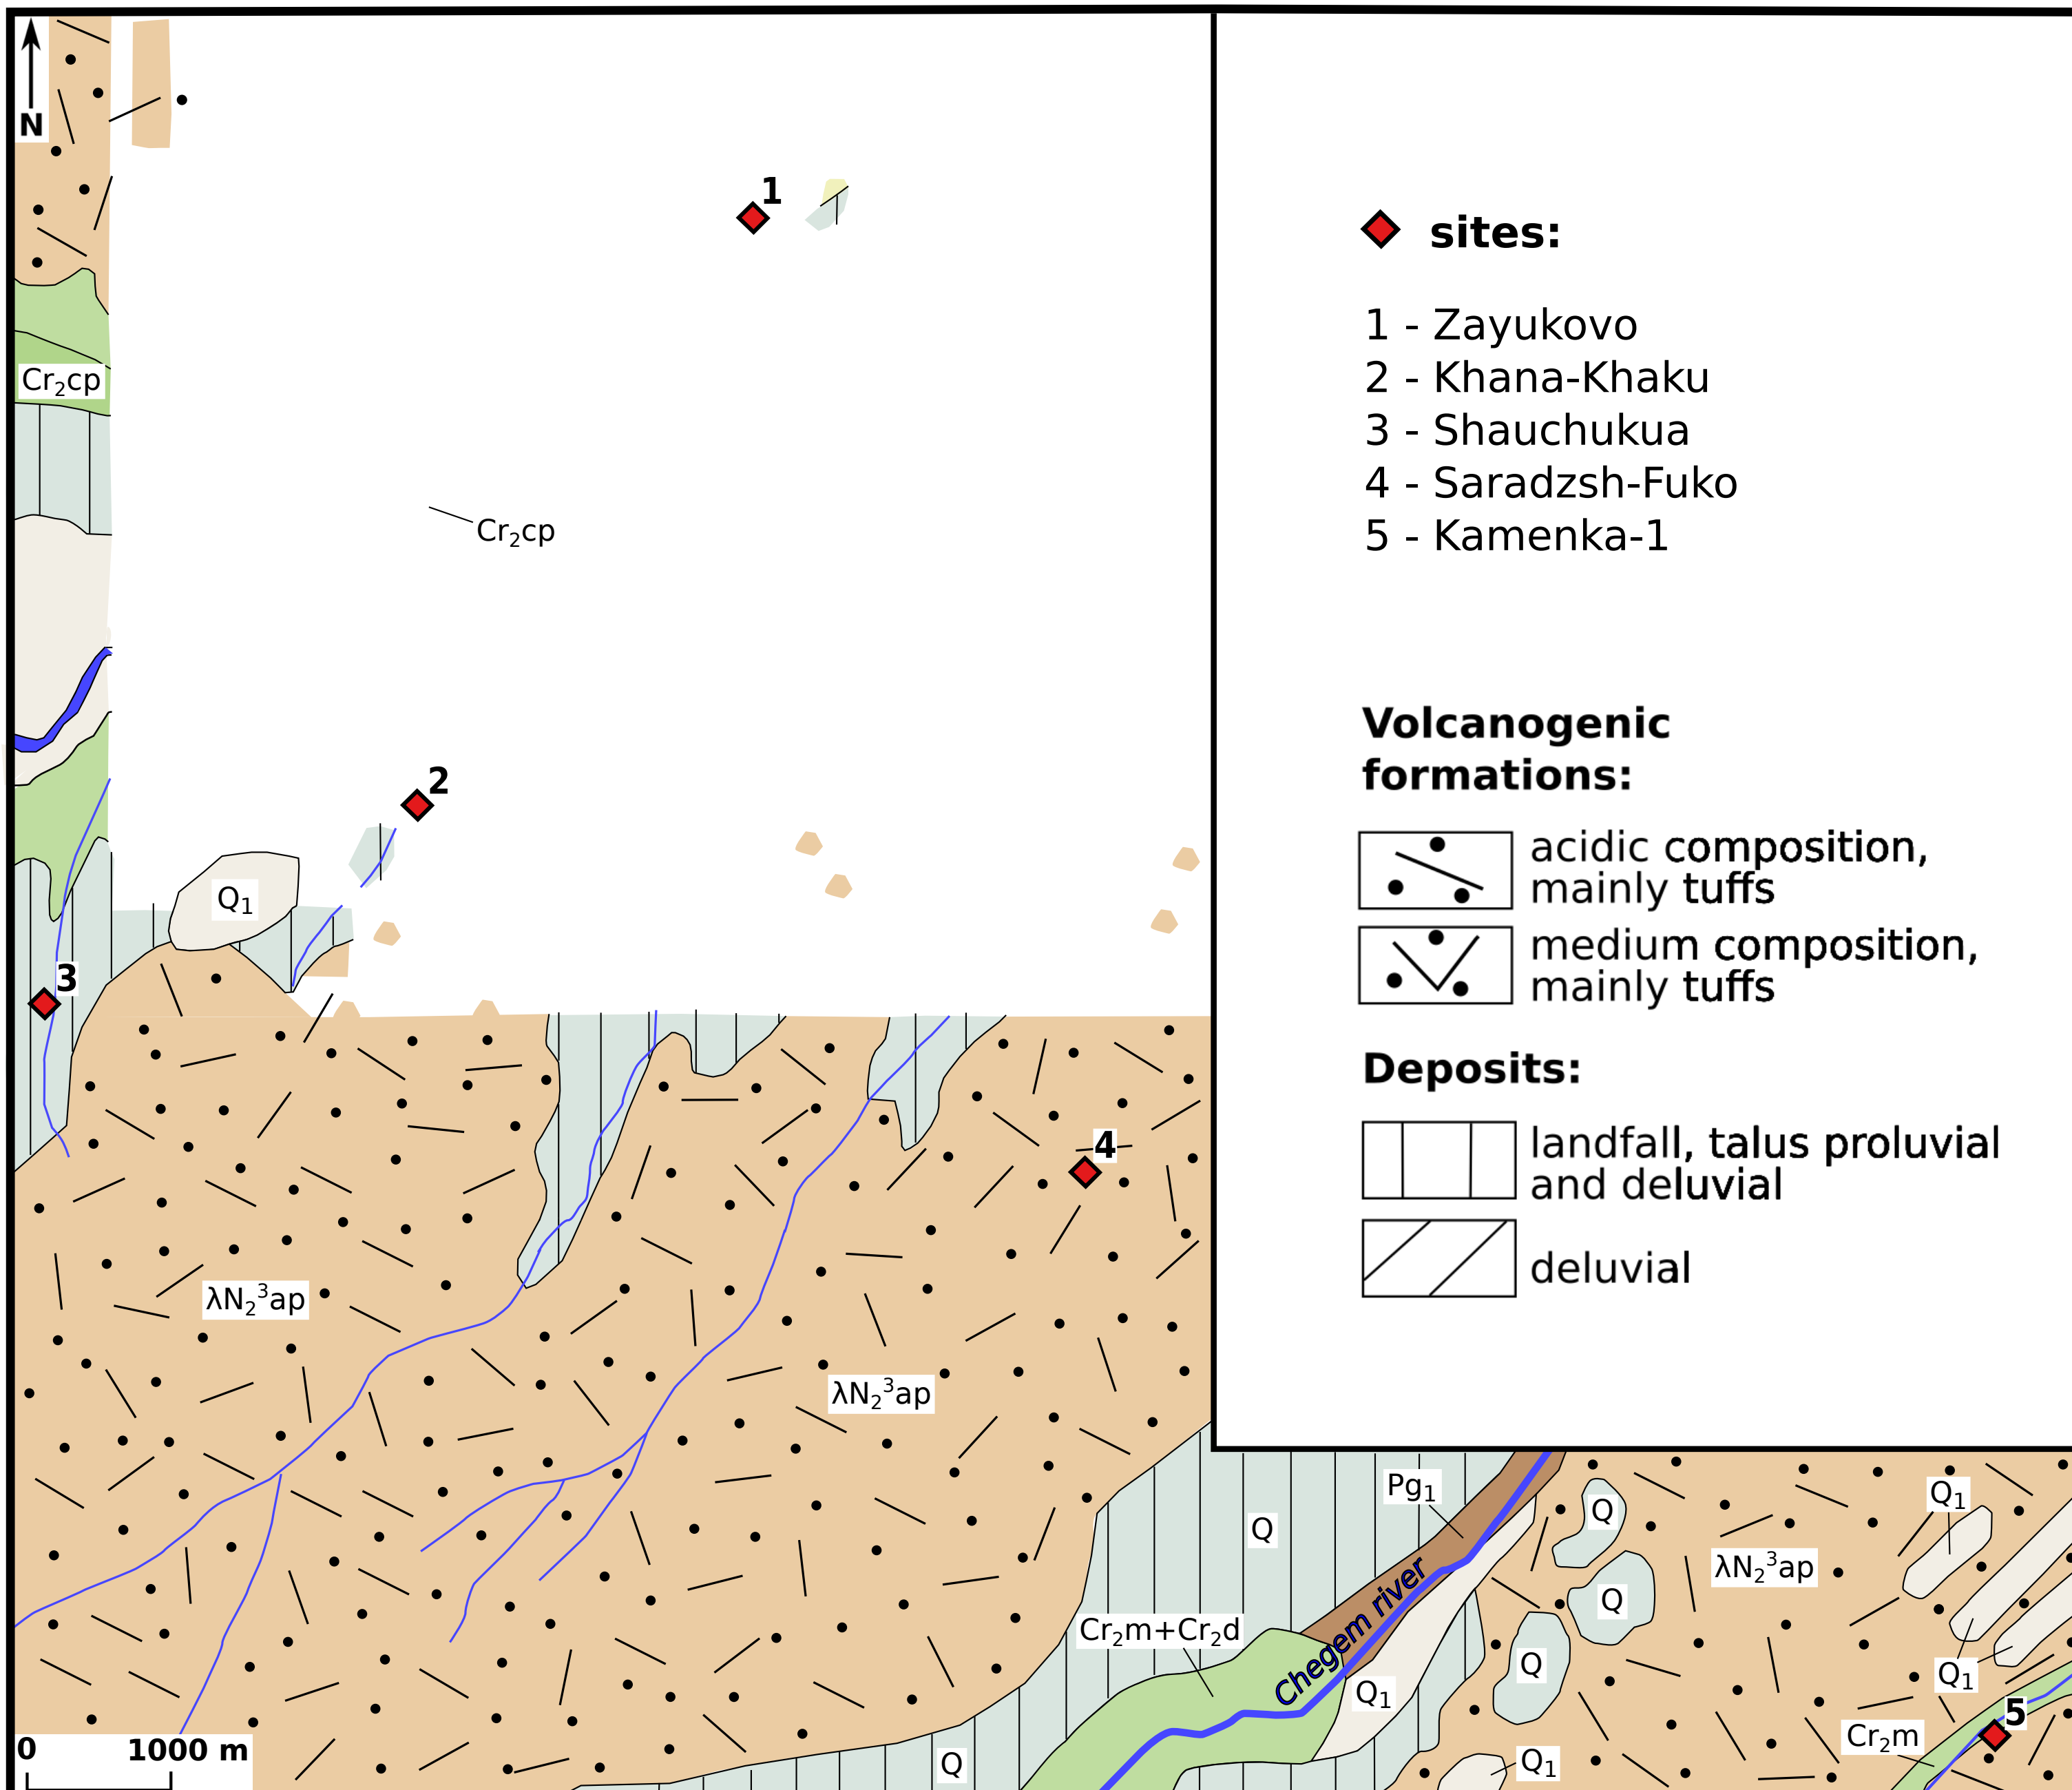 N
1
Cr₂cp
Cr₂cp
2
Q₁
3
4
λN₂³ap
λN₂³ap
0 1000 m
sites:
1 - Zayukovo
2 - Khana-Khaku
3 - Shauchukua
4 - Saradzsh-Fuko
5 - Kamenka-1
Volcanogenic
formations:
acidic composition,
mainly tuffs
medium composition,
mainly tuffs
Deposits:
landfall, talus proluvial
and deluvial
deluvial
Pg₁
Q₁
Q
Q
λN₂³ap
Q
Cr₂m+Cr₂d
Chegem river
Q
Q₁
Q₁
5
Cr₂m
Q
Q₁